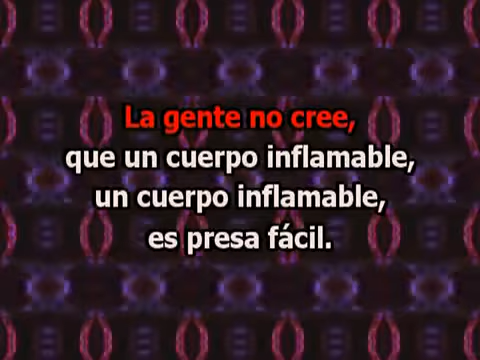 La gente no cree,
que un cuerpo inflamable,
un cuerpo inflamable,
es presa fácil.